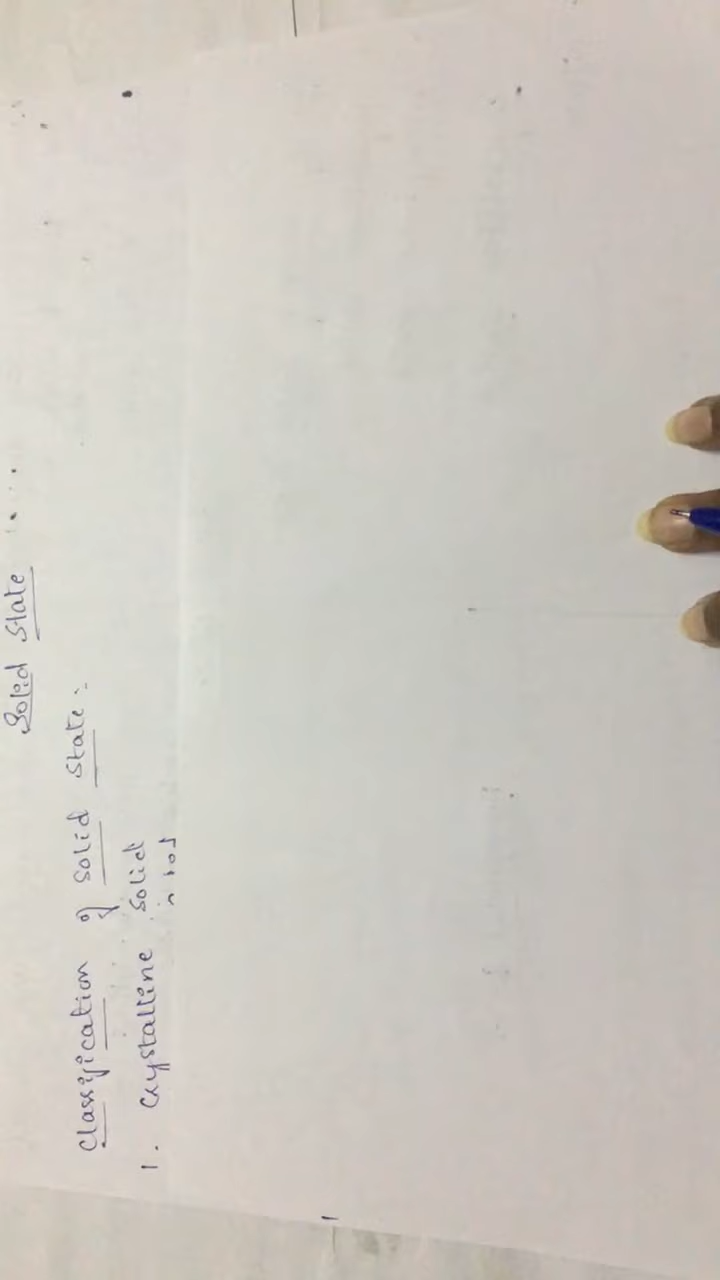 Solid State
Classification of Solid State :-
1. Crystalline Solid